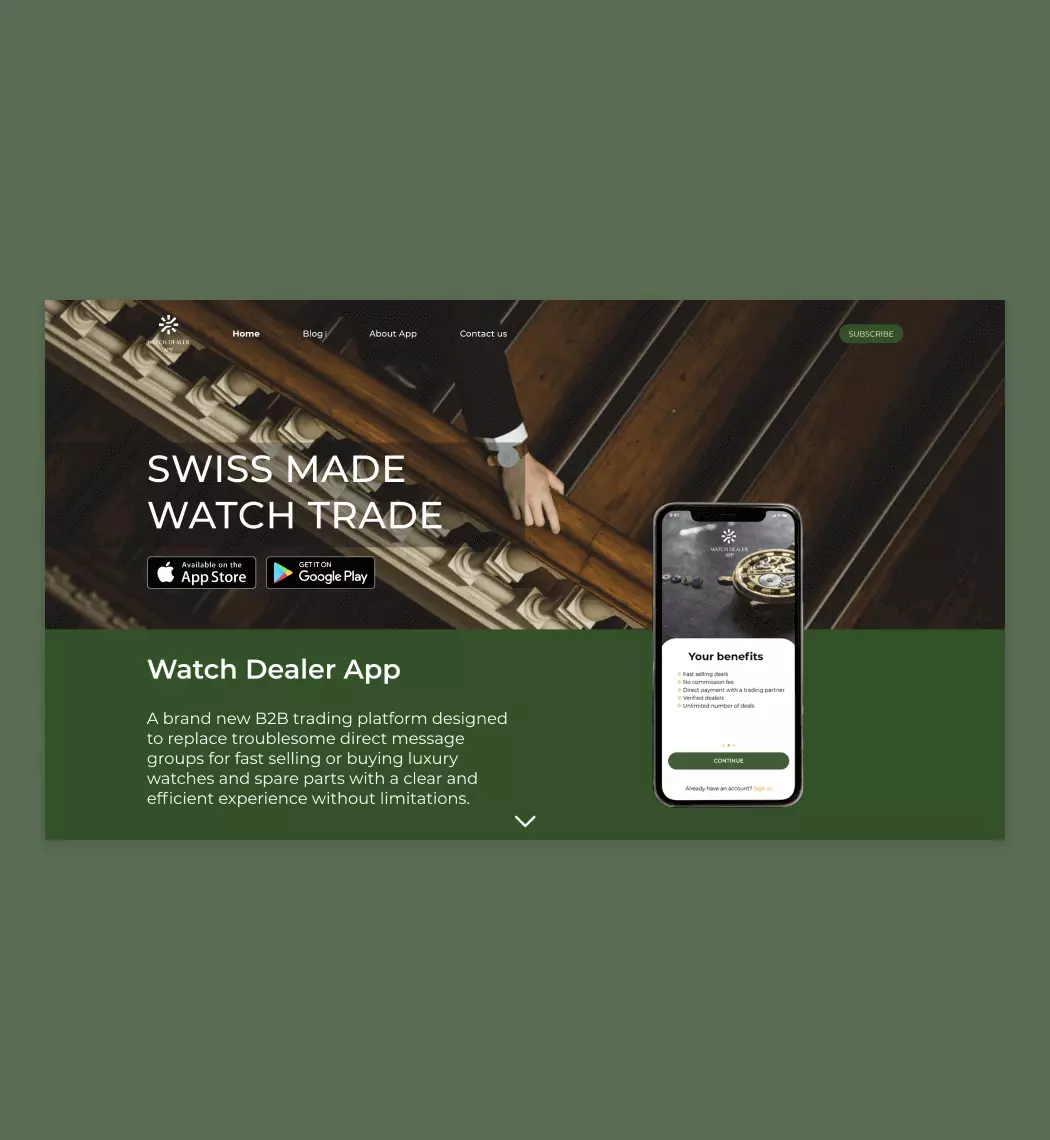 WATCH DEALER
APP
Home
Blog
About App
Contact us
SUBSCRIBE
SWISS MADE
WATCH TRADE
Available on the
App Store
GET IT ON
Google Play
Watch Dealer App
A brand new B2B trading platform designed
to replace troublesome direct message
groups for fast selling or buying luxury
watches and spare parts with a clear and
efficient experience without limitations.
9:41
WATCH DEALER
APP
Your benefits
Fast selling deals
No commission fee
Direct payment with a trading partner
Verified dealers
Unlimited number of deals
CONTINUE
Already have an account? Sign in